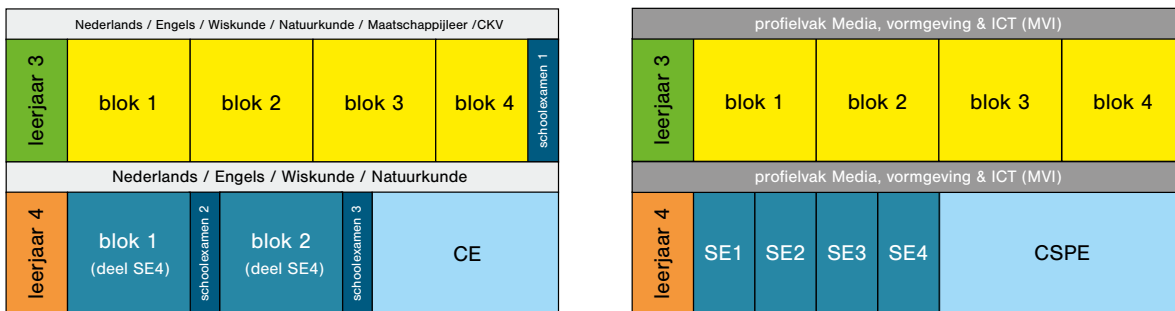 Nederlands / Engels / Wiskunde / Natuurkunde / Maatschappijleer /CKV
leerjaar 3
blok 1
blok 2
blok 3
blok 4
schoolexamen 1
Nederlands / Engels / Wiskunde / Natuurkunde
leerjaar 4
blok 1
(deel SE4)
schoolexamen 2
blok 2
(deel SE4)
schoolexamen 3
CE
profielvak Media, vormgeving & ICT (MVI)
leerjaar 3
blok 1
blok 2
blok 3
blok 4
profielvak Media, vormgeving & ICT (MVI)
leerjaar 4
SE1
SE2
SE3
SE4
CSPE